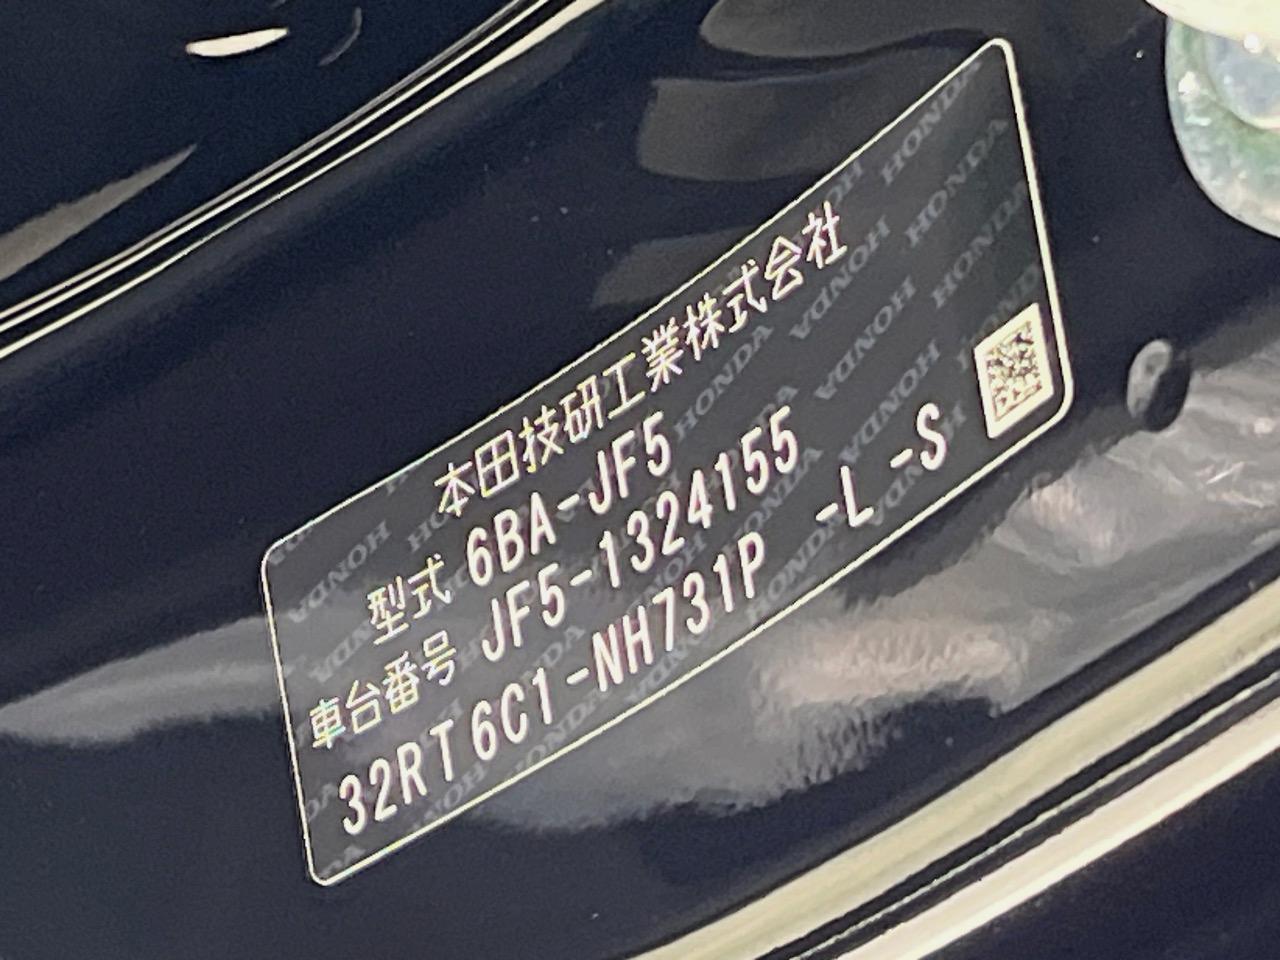 本田技研工業株式会社
型式 6BA-JF5
車台番号 JF5-1324155
32RT6C1-NH731P -L -S